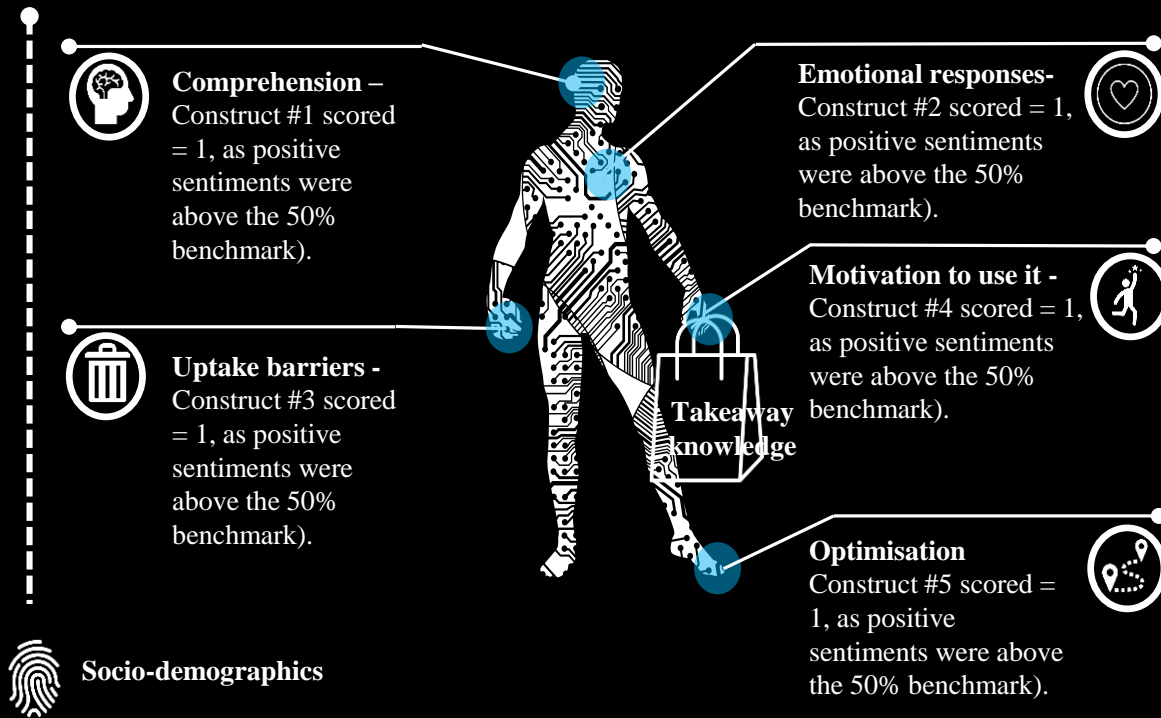 Comprehension –
Construct #1 scored
= 1, as positive
sentiments were
above the 50%
benchmark).
Emotional responses-
Construct #2 scored = 1,
as positive sentiments
were above the 50%
benchmark).
Uptake barriers -
Construct #3 scored
= 1, as positive
sentiments were
above the 50%
benchmark).
Motivation to use it -
Construct #4 scored = 1,
as positive sentiments
were above the 50%
benchmark).
Takeaway
knowledge
Optimisation
Construct #5 scored =
1, as positive
sentiments were above
the 50% benchmark).
Socio-demographics